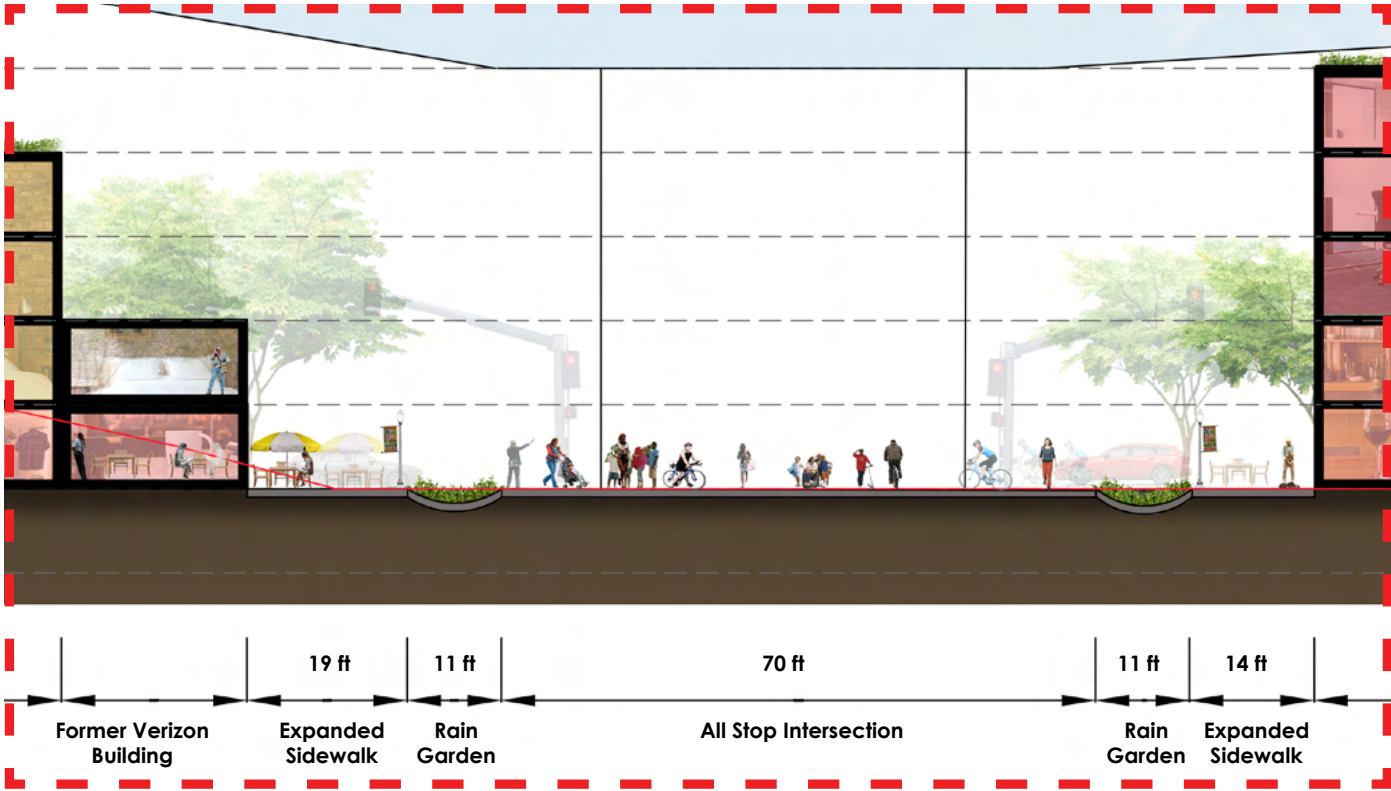 19 ft
11 ft
70 ft
11 ft
14 ft
Former Verizon
Building
Expanded
Sidewalk
Rain
Garden
All Stop Intersection
Rain
Garden
Expanded
Sidewalk